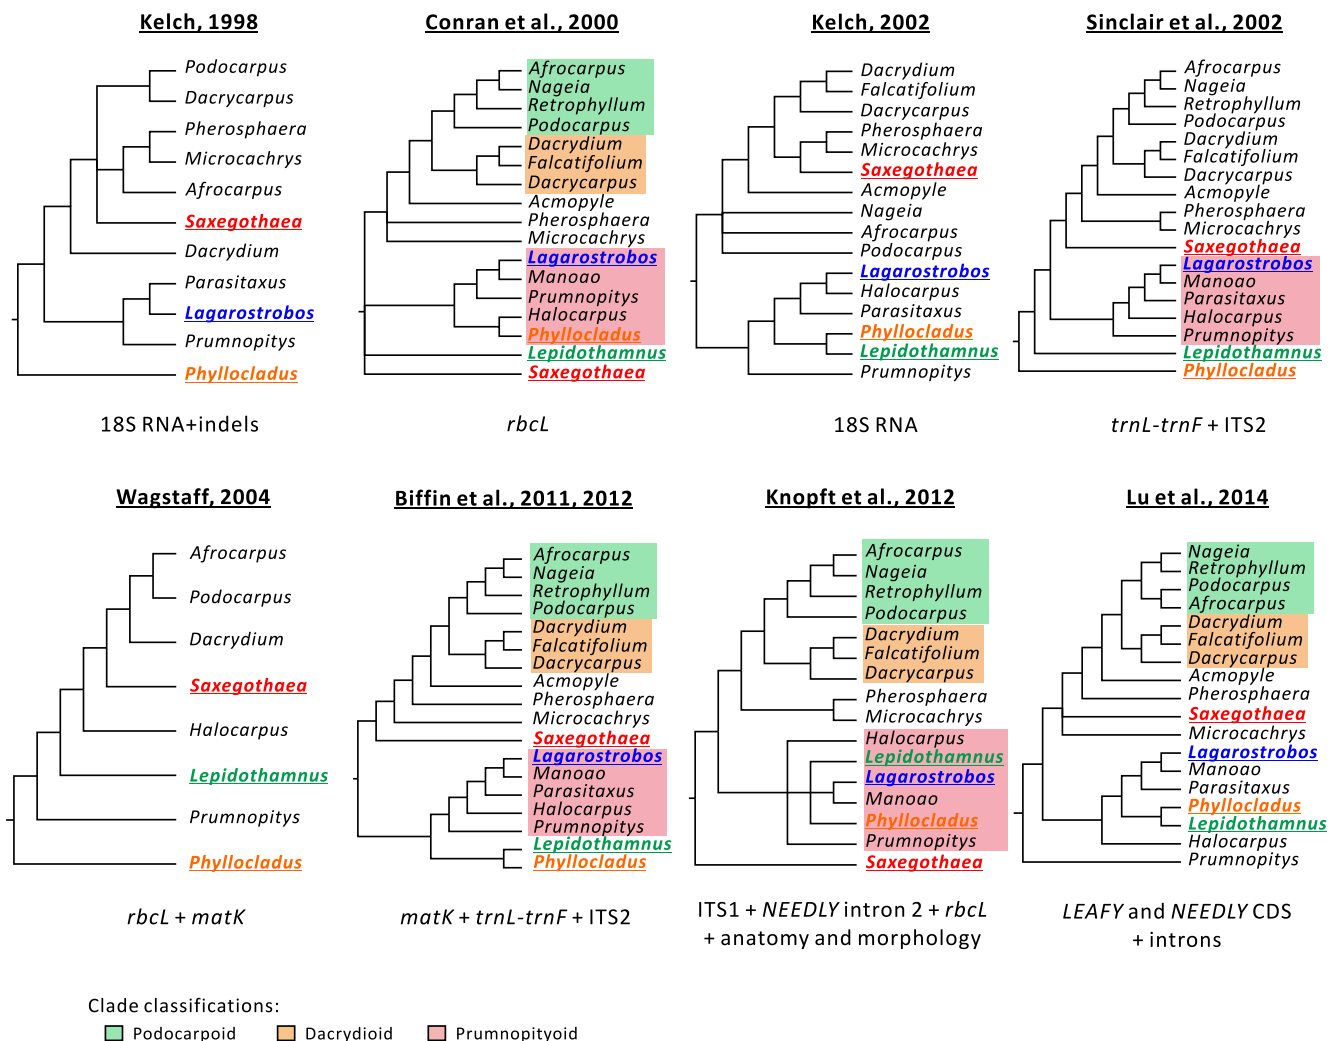 Kelch, 1998
Podocarpus
Dacrycarpus
Pherosphaera
Microcachrys
Afrocarpus
Saxegothaea
Dacrydium
Parasitaxus
Lagarostrobos
Prumnopitys
Phyllocladus
18S RNA+indels
Conran et al., 2000
Afrocarpus
Nageia
Retrophyllum
Podocarpus
Dacrydium
Falcatifolium
Dacrycarpus
Acmopyle
Pherosphaera
Microcachrys
Lagarostrobos
Manoao
Prumnopitys
Halocarpus
Phyllocladus
Lepidothamnus
Saxegothaea
rbcL
Kelch, 2002
Dacrydium
Falcatifolium
Dacrycarpus
Pherosphaera
Microcachrys
Saxegothaea
Acmopyle
Nageia
Afrocarpus
Podocarpus
Lagarostrobos
Halocarpus
Parasitaxus
Phyllocladus
Lepidothamnus
Prumnopitys
18S RNA
Sinclair et al., 2002
Afrocarpus
Nageia
Retrophyllum
Podocarpus
Dacrydium
Falcatifolium
Dacrycarpus
Acmopyle
Pherosphaera
Microcachrys
Saxegothaea
Lagarostrobos
Manoao
Parasitaxus
Halocarpus
Prumnopitys
Lepidothamnus
Phyllocladus
trnL-trnF + ITS2
Wagstaff, 2004
Afrocarpus
Podocarpus
Dacrydium
Saxegothaea
Halocarpus
Lepidothamnus
Prumnopitys
Phyllocladus
rbcL + matK
Biffin et al., 2011, 2012
Afrocarpus
Nageia
Retrophyllum
Podocarpus
Dacrydium
Falcatifolium
Dacrycarpus
Acmopyle
Pherosphaera
Microcachrys
Saxegothaea
Lagarostrobos
Manoao
Parasitaxus
Halocarpus
Prumnopitys
Lepidothamnus
Phyllocladus
matK + trnL-trnF + ITS2
Knopft et al., 2012
Afrocarpus
Nageia
Retrophyllum
Podocarpus
Dacrydium
Falcatifolium
Dacrycarpus
Pherosphaera
Microcachrys
Halocarpus
Lepidothamnus
Lagarostrobos
Manoao
Phyllocladus
Prumnopitys
Saxegothaea
ITS1 + NEEDLY intron 2 + rbcL
+ anatomy and morphology
Lu et al., 2014
Nageia
Retrophyllum
Podocarpus
Afrocarpus
Dacrydium
Falcatifolium
Dacrycarpus
Acmopyle
Pherosphaera
Saxegothaea
Microcachrys
Lagarostrobos
Manoao
Parasitaxus
Phyllocladus
Lepidothamnus
Halocarpus
Prumnopitys
LEAFY and NEEDLY CDS
+ introns
Clade classifications:
Podocarpoid
Dacrydioid
Prumnopityoid